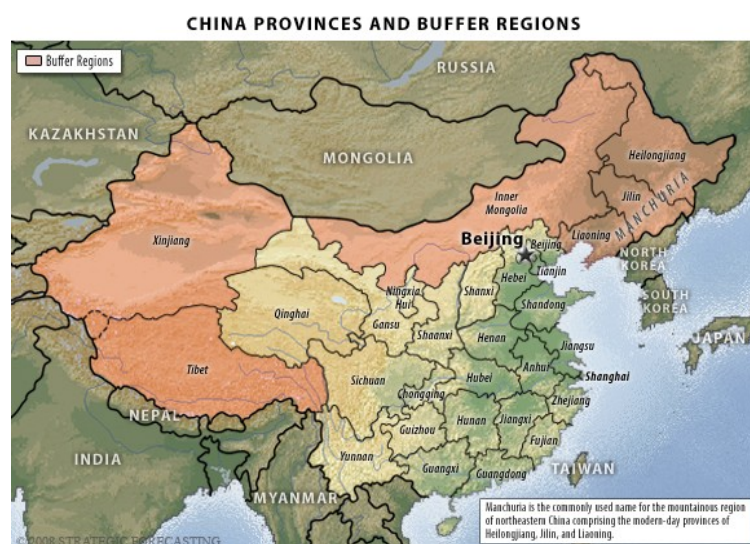 CHINA PROVINCES AND BUFFER REGIONS
Buffer Regions
RUSSIA
KAZAKHSTAN
MONGOLIA
Heilongjiang
Jilin
MANCHURIA
Inner
Mongolia
Liaoning
Xinjiang
Beijing
Beijing
Tianjin
NORTH
KOREA
Hebei
Ningxia
Hui
Shanxi
SOUTH
KOREA
Qinghai
Gansu
Shandong
Shaanxi
Henan
JAPAN
Jiangsu
Tibet
Sichuan
Anhui
Shanghai
Hubei
Chongqing
Zhejiang
NEPAL
Guizhou
Hunan
Jiangxi
Fujian
INDIA
Yunnan
Guangxi
Guangdong
TAIWAN
MYANMAR
Manchuria is the commonly used name for the mountainous region
of northeastern China comprising the modern-day provinces of
Heilongjiang, Jilin, and Liaoning.
©2008 STRATEGIC FORECASTING